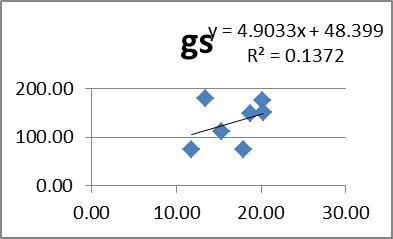 gs
y = 4.9033x + 48.399
R² = 0.1372
200.00
100.00
0.00
0.00 10.00 20.00 30.00